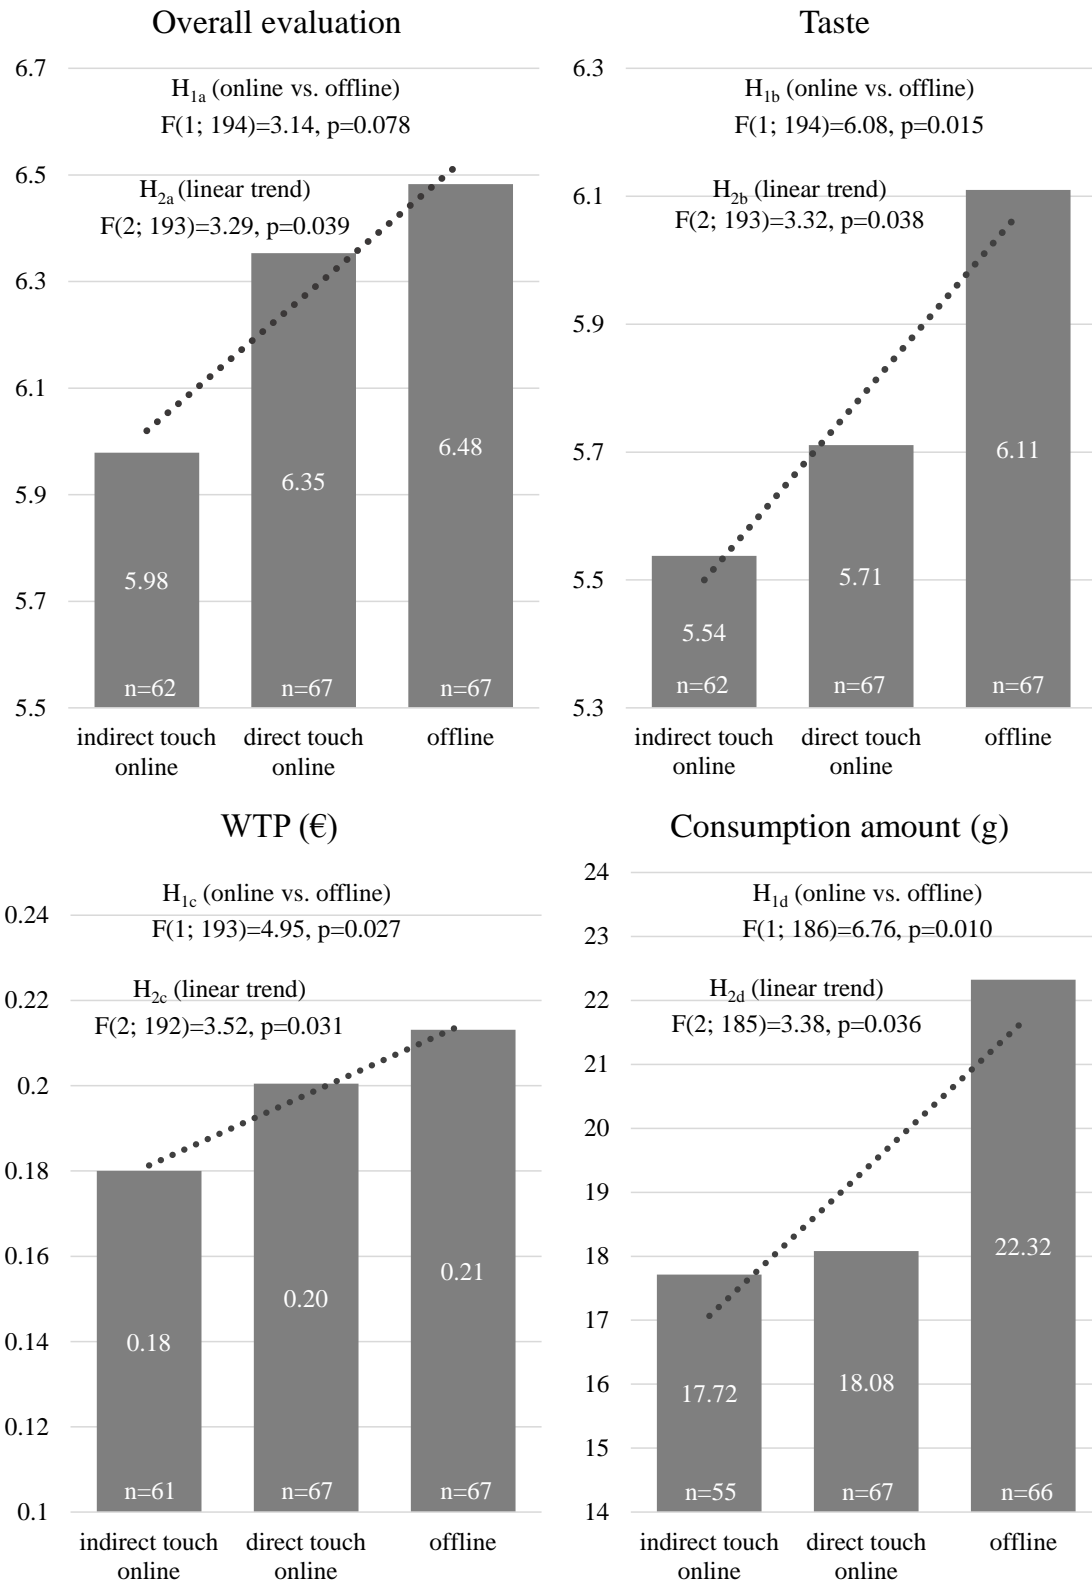 Overall evaluation
6.7
6.5
6.3
6.1
5.9
5.7
5.5
H1a (online vs. offline)
F(1; 194)=3.14, p=0.078
H2a (linear trend)
F(2; 193)=3.29, p=0.039
5.98
6.35
6.48
n=62
n=67
n=67
indirect touch
online
direct touch
online
offline
Taste
6.3
6.1
5.9
5.7
5.5
5.3
H1b (online vs. offline)
F(1; 194)=6.08, p=0.015
H2b (linear trend)
F(2; 193)=3.32, p=0.038
5.54
5.71
6.11
n=62
n=67
n=67
indirect touch
online
direct touch
online
offline
WTP (€)
0.24
0.22
0.2
0.18
0.16
0.14
0.12
0.1
H1c (online vs. offline)
F(1; 193)=4.95, p=0.027
H2c (linear trend)
F(2; 192)=3.52, p=0.031
0.18
0.20
0.21
n=61
n=67
n=67
indirect touch
online
direct touch
online
offline
Consumption amount (g)
24
23
22
21
20
19
18
17
16
15
14
H1d (online vs. offline)
F(1; 186)=6.76, p=0.010
H2d (linear trend)
F(2; 185)=3.38, p=0.036
17.72
18.08
22.32
n=55
n=67
n=66
indirect touch
online
direct touch
online
offline